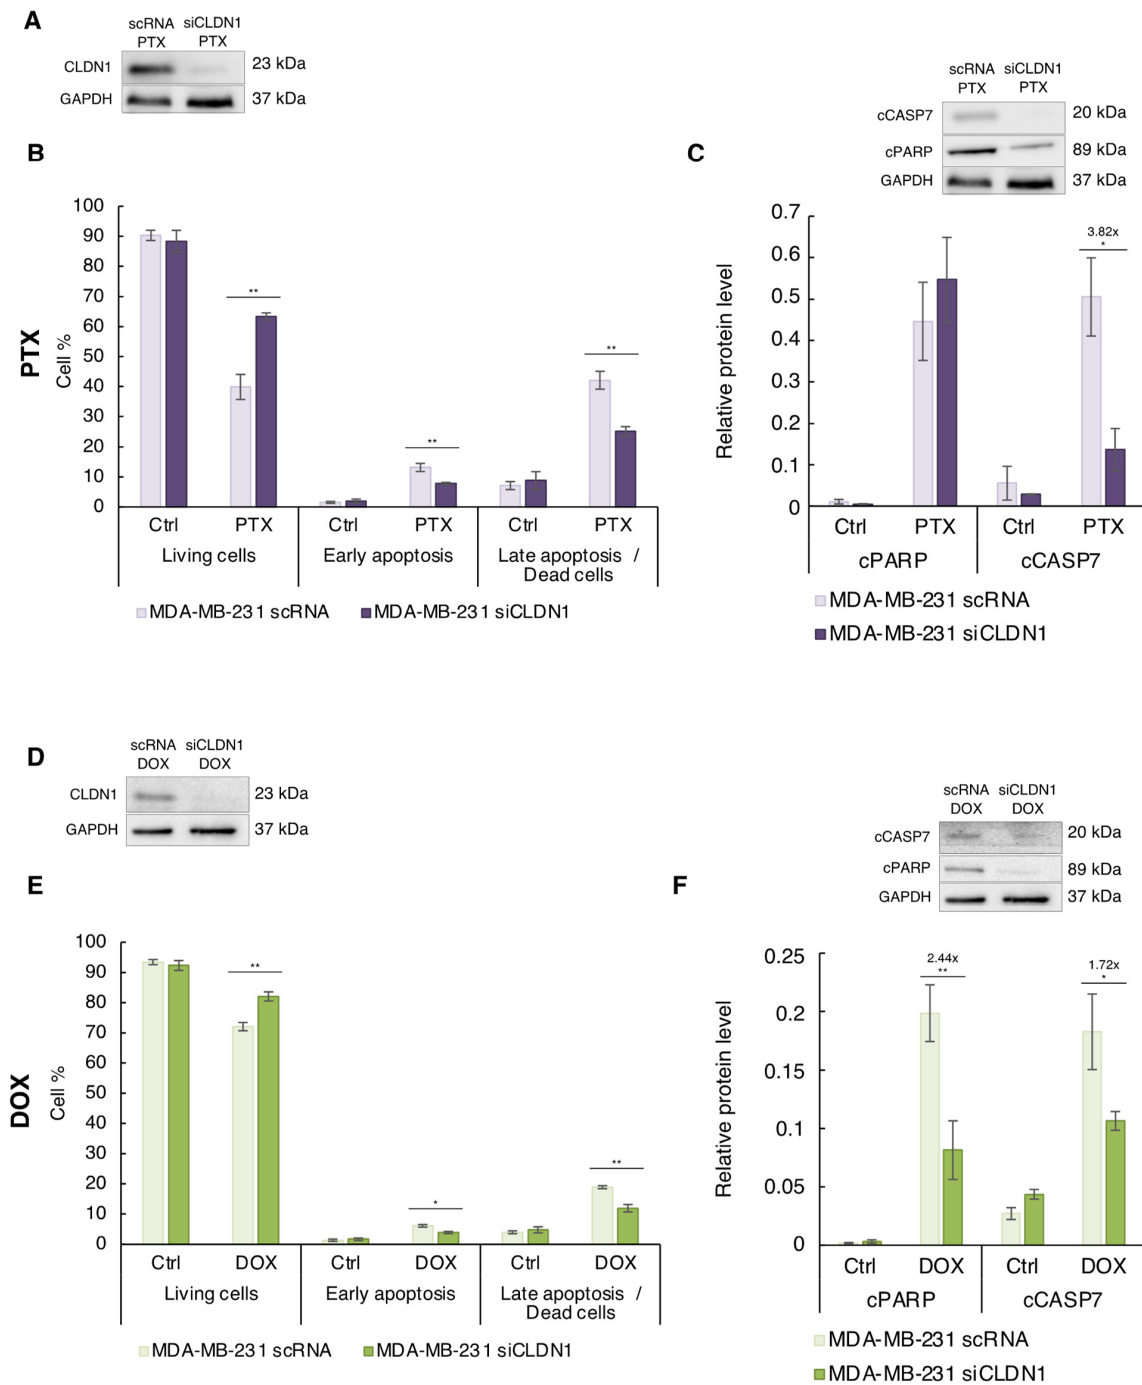 A
scRNA siCLDN1
PTX PTX
CLDN1 23 kDa
GAPDH 37 kDa
B
PTX
Cell %
100
90
80
70
60
50
40
30
20
10
0
**
**
**
Ctrl PTX Ctrl PTX Ctrl PTX
Living cells Early apoptosis Late apoptosis /
Dead cells
MDA-MB-231 scRNA MDA-MB-231 siCLDN1
C
scRNA siCLDN1
PTX PTX
cCASP7 20 kDa
cPARP 89 kDa
GAPDH 37 kDa
Relative protein level
0.7
0.6
0.5
0.4
0.3
0.2
0.1
0
3.82x
*
Ctrl PTX Ctrl PTX
cPARP cCASP7
MDA-MB-231 scRNA
MDA-MB-231 siCLDN1
D
scRNA siCLDN1
DOX DOX
CLDN1 23 kDa
GAPDH 37 kDa
E
DOX
Cell %
100
90
80
70
60
50
40
30
20
10
0
**
*
**
Ctrl DOX Ctrl DOX Ctrl DOX
Living cells Early apoptosis Late apoptosis /
Dead cells
MDA-MB-231 scRNA MDA-MB-231 siCLDN1
F
scRNA siCLDN1
DOX DOX
cCASP7 20 kDa
cPARP 89 kDa
GAPDH 37 kDa
Relative protein level
0.25
0.2
0.15
0.1
0.05
0
2.44x
**
1.72x
*
Ctrl DOX Ctrl DOX
cPARP cCASP7
MDA-MB-231 scRNA
MDA-MB-231 siCLDN1